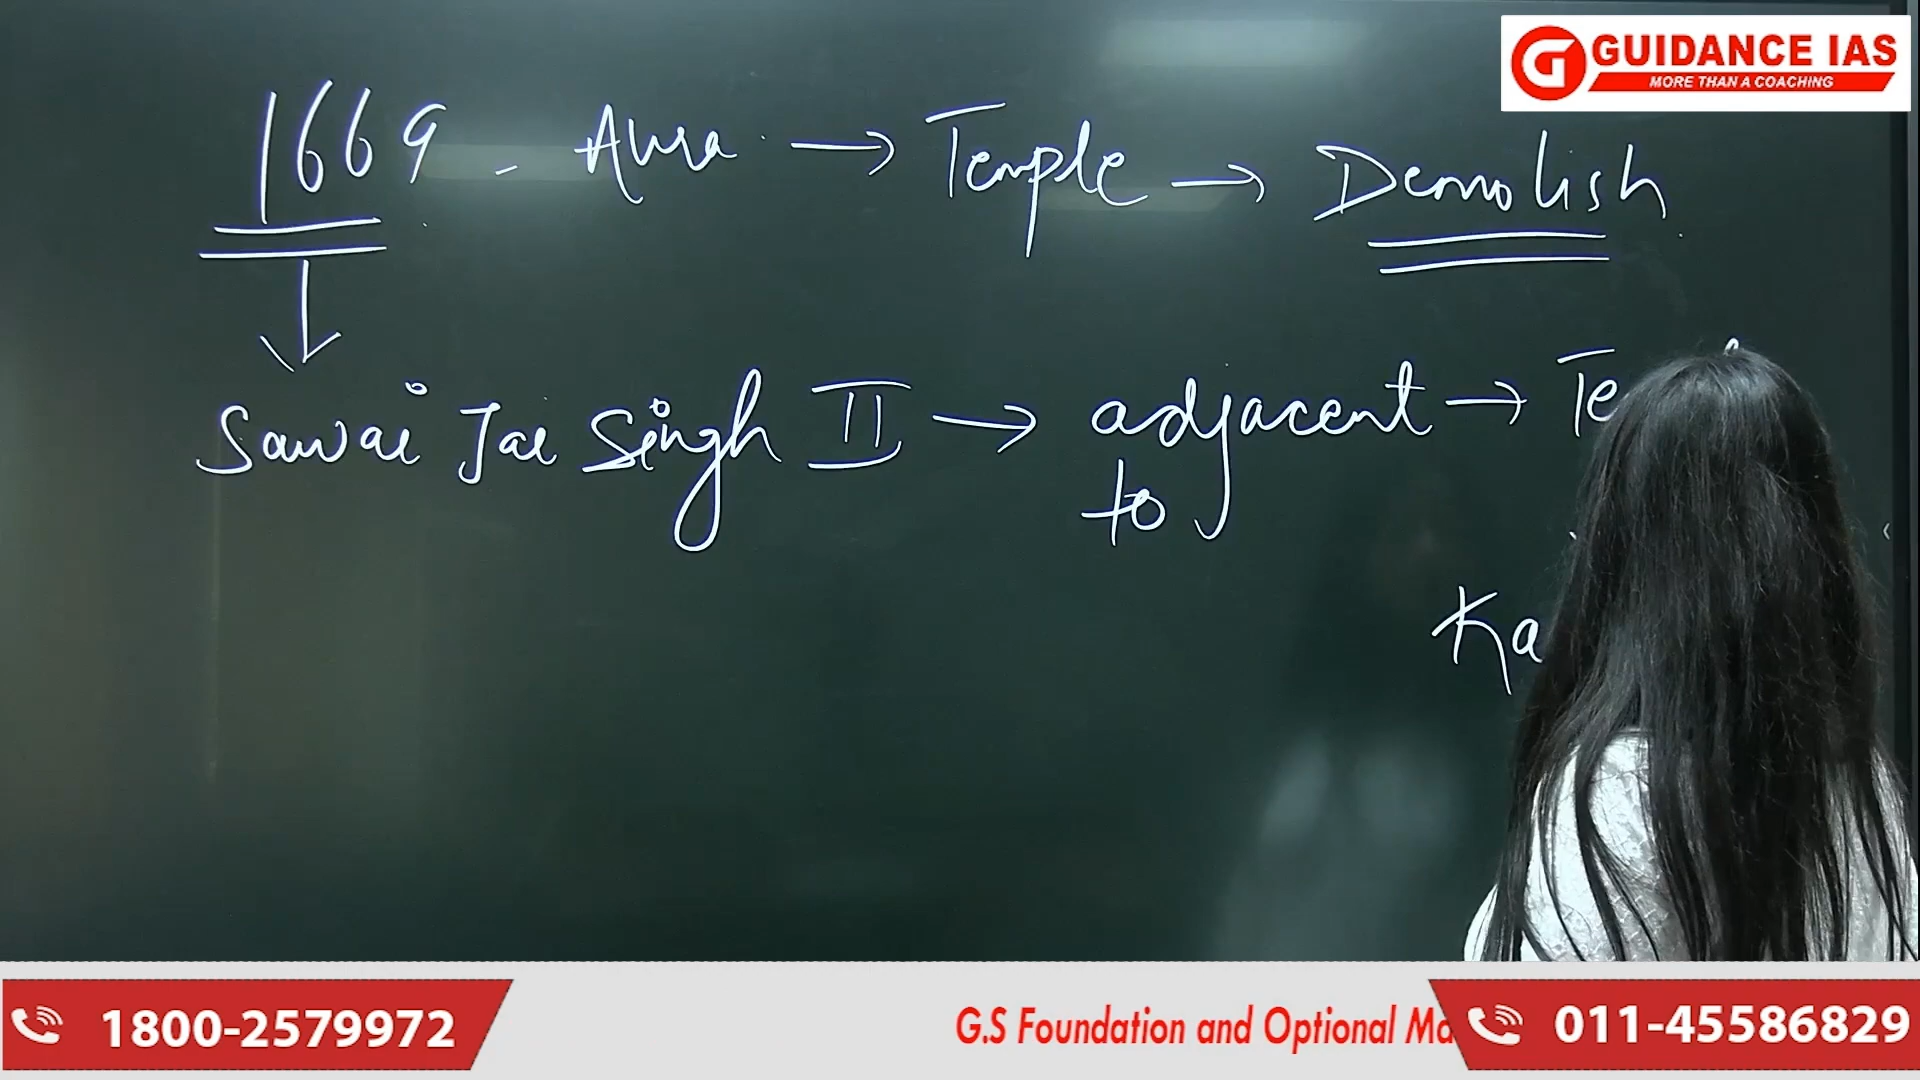 GUIDANCE IAS
MORE THAN A COACHING
1669 - Aura → Temple → Demolish
Sawai Jai Singh II → adjacent → Te
to
Ka
1800-2579972
G.S Foundation and Optional Ma
011-45586829